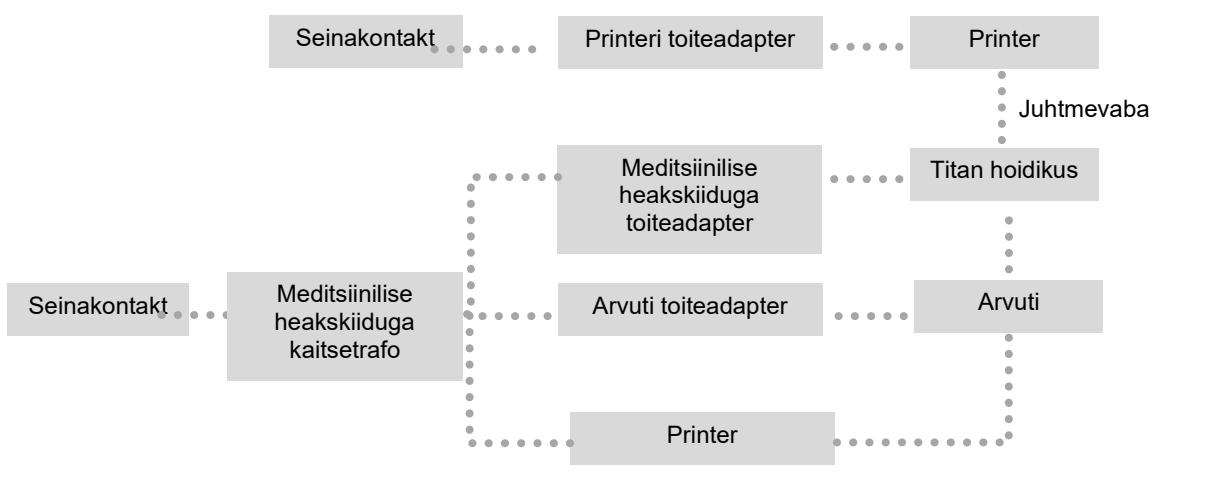 Seinakontakt
Printeri toiteadapter
Printer
Juhtmevaba
Meditsiinilise
heakskiiduga
toiteadapter
Titan hoidikus
Seinakontakt
Meditsiinilise
heakskiiduga
kaitsetrafo
Arvuti toiteadapter
Arvuti
Printer